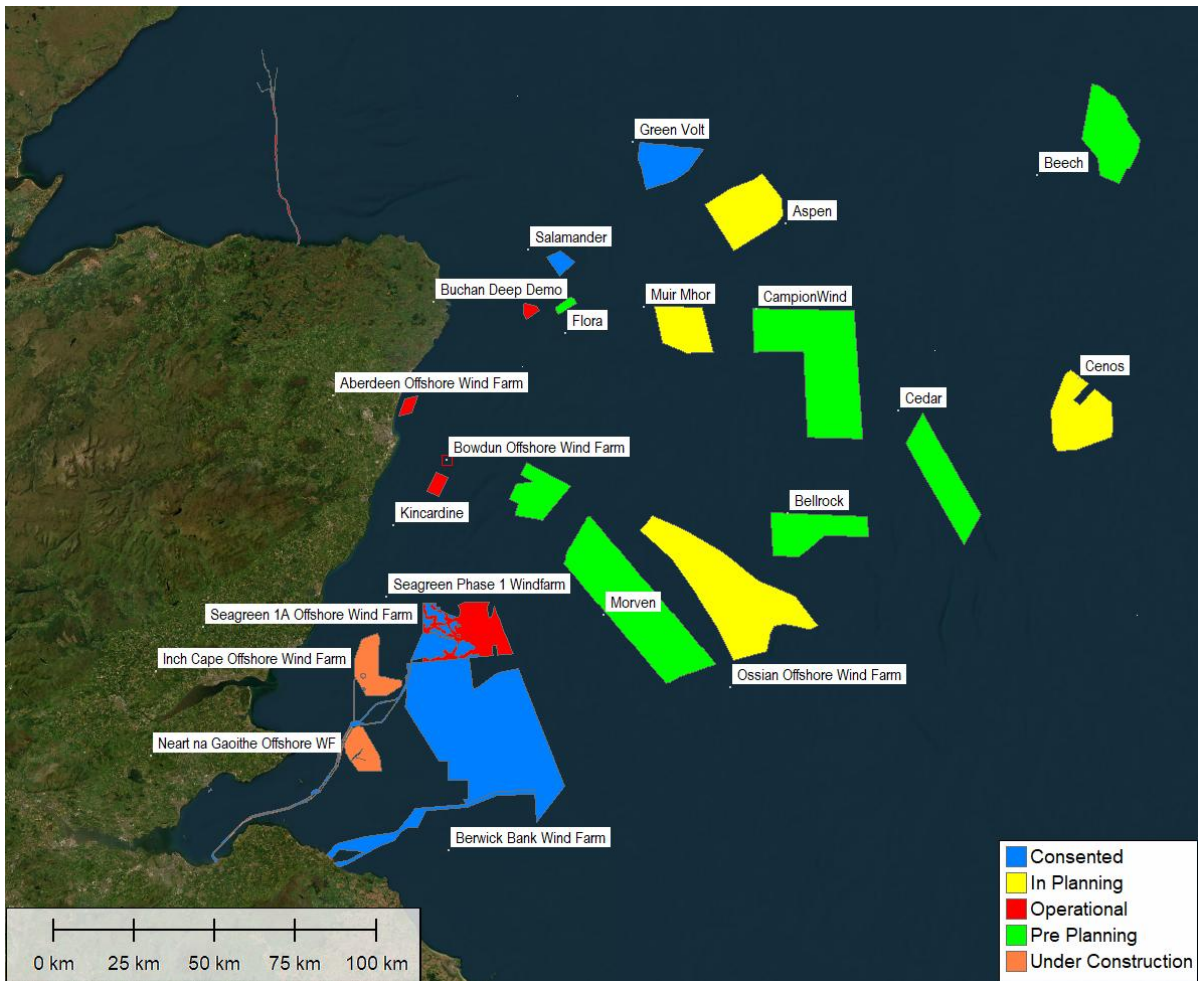 Green Volt
Beech
Aspen
Salamander
Buchan Deep Demo
Muir Mhor
CampionWind
Flora
Cenos
Aberdeen Offshore Wind Farm
Cedar
Bowdun Offshore Wind Farm
Bellrock
Kincardine
Seagreen Phase 1 Windfarm
Morven
Seagreen 1A Offshore Wind Farm
Inch Cape Offshore Wind Farm
Ossian Offshore Wind Farm
Neart na Gaoithe Offshore WF
Berwick Bank Wind Farm
Consented
In Planning
Operational
Pre Planning
Under Construction
0 km 25 km 50 km 75 km 100 km